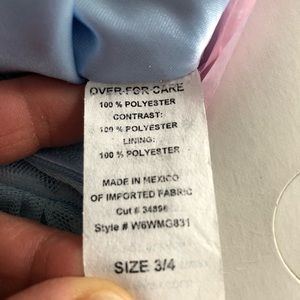 OVER-FOR-CARE
100 % POLYESTER
CONTRAST:
100 % POLYESTER
LINING:
100 % POLYESTER
MADE IN MEXICO
OF IMPORTED FABRIC
Cut # 34896
Style # W6WMG831
SIZE 3/4